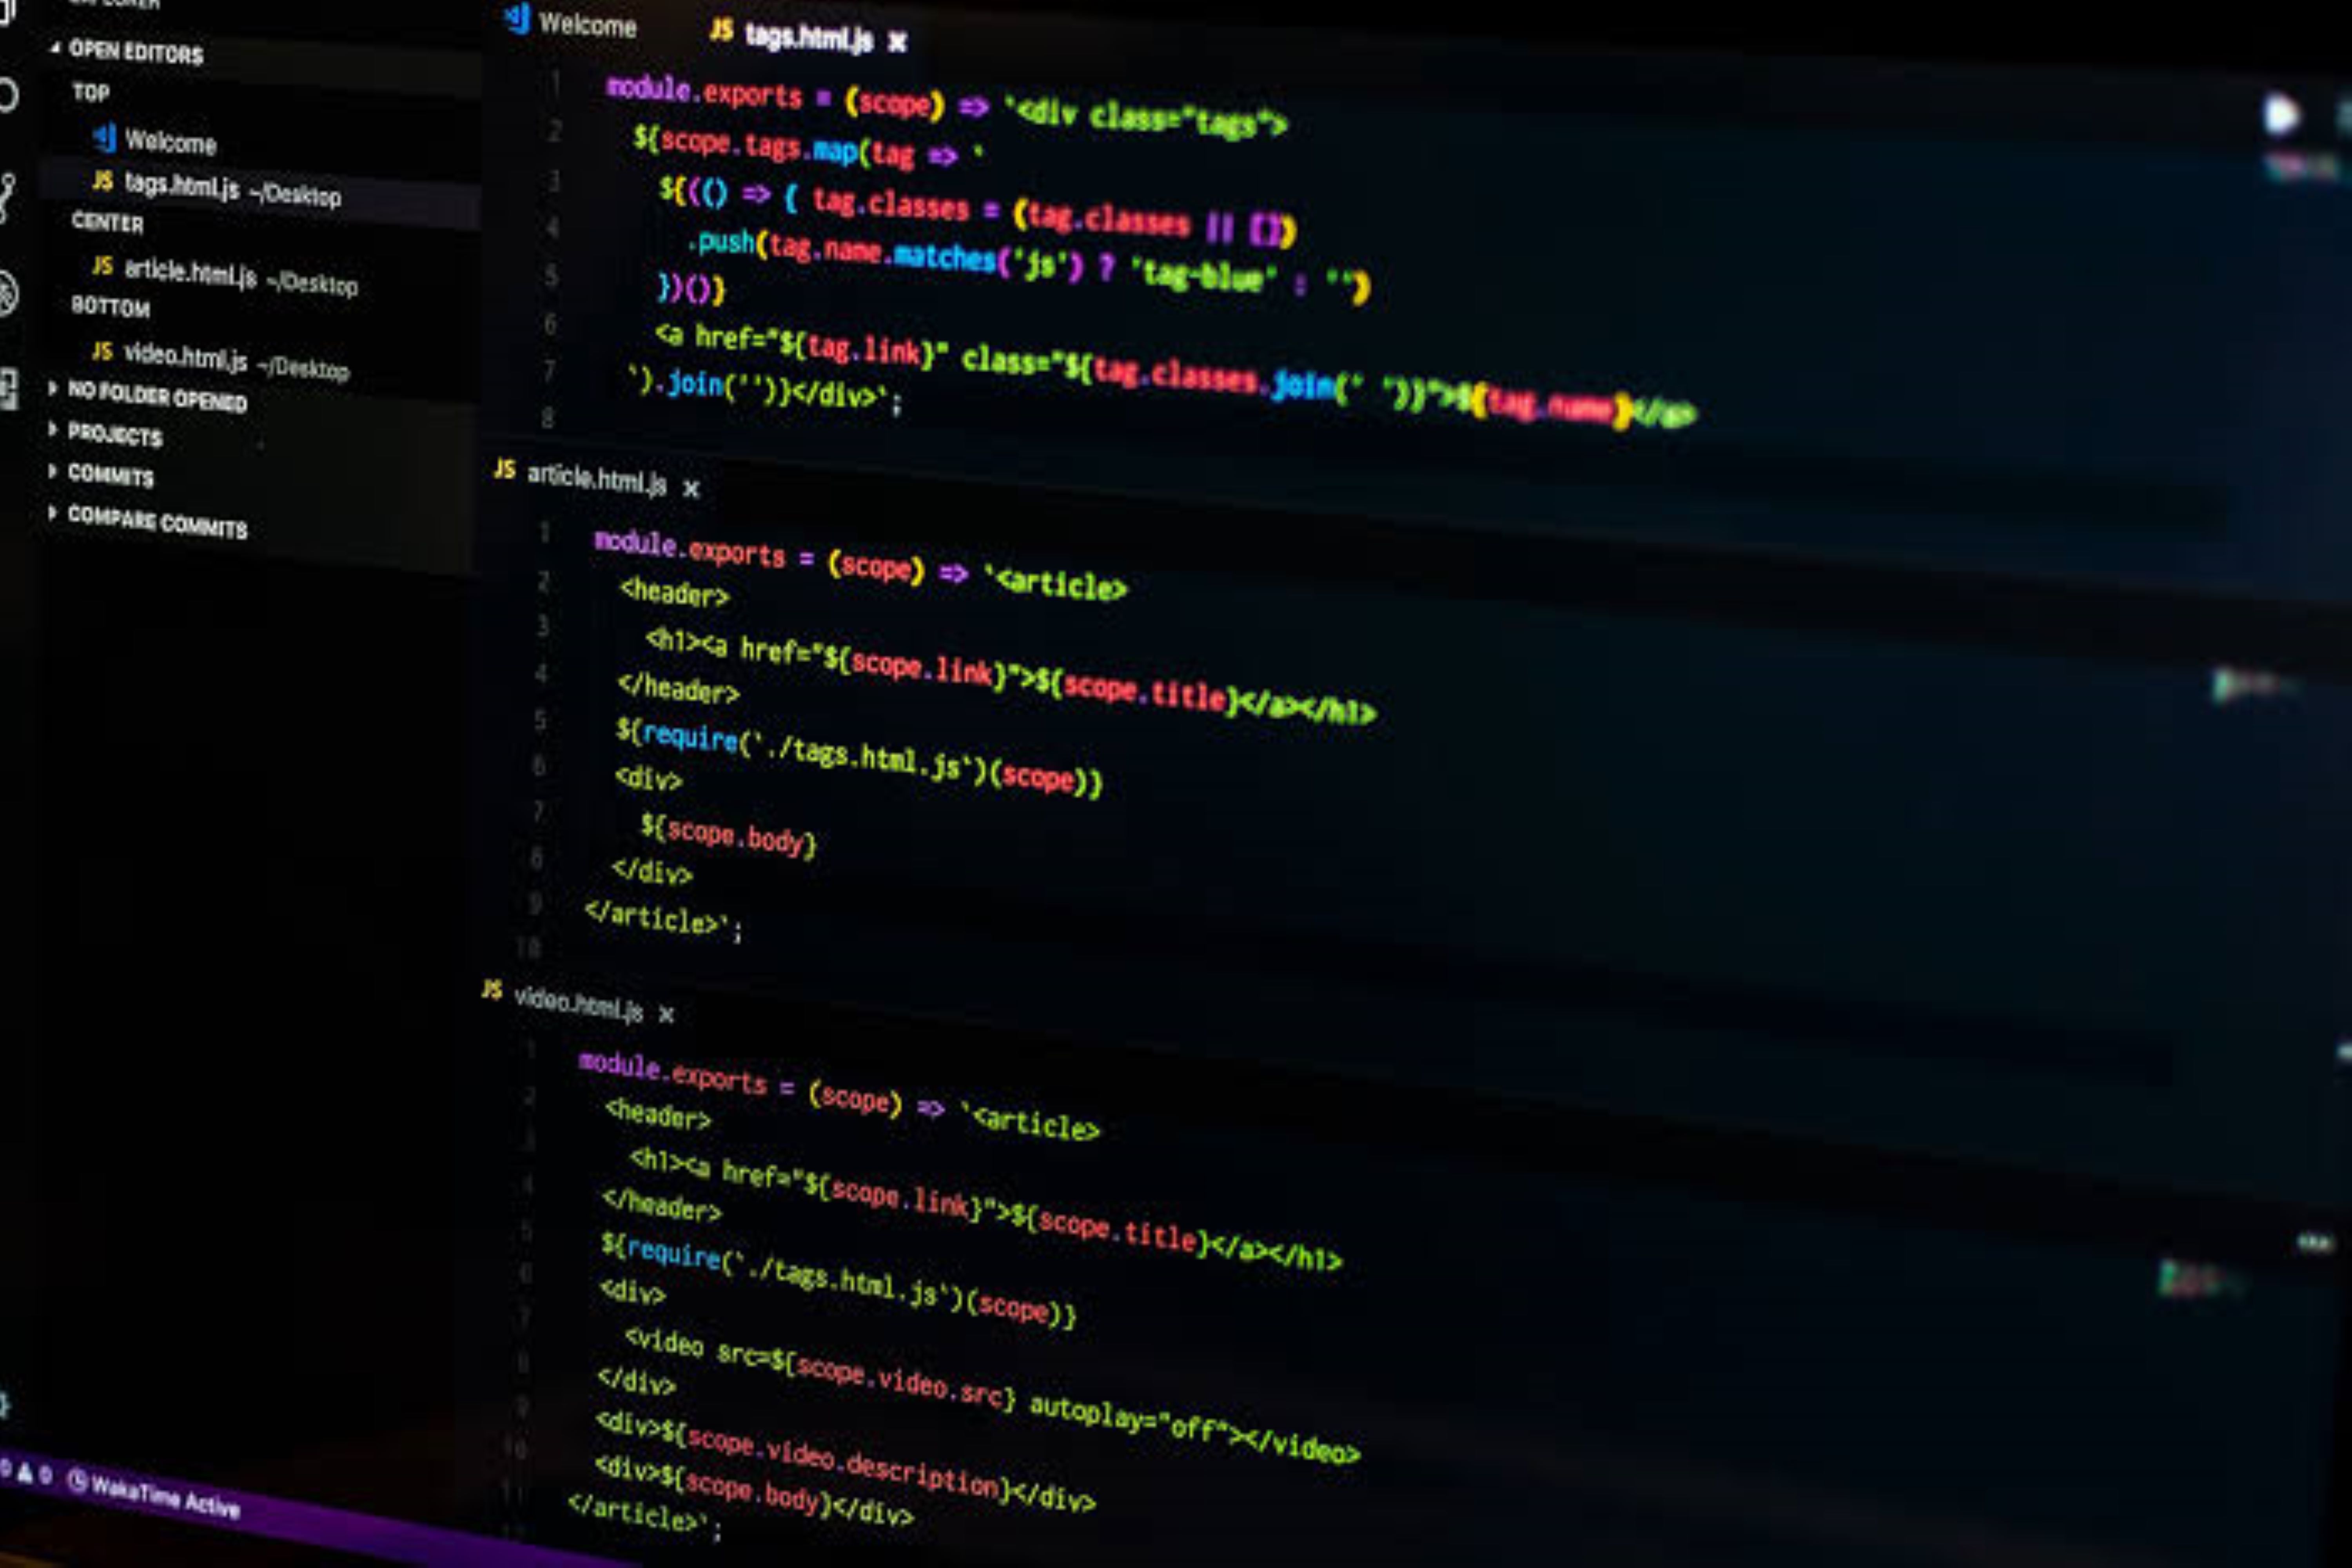 EXPLORER
OPEN EDITORS
TOP
Welcome
JS tags.html.js ~/Desktop
CENTER
JS article.html.js ~/Desktop
BOTTOM
JS video.html.js ~/Desktop
NO FOLDER OPENED
PROJECTS
COMMITS
COMPARE COMMITS
0 0 WakaTime Active
Welcome JS tags.html.js ×
1 module.exports = (scope) => `<div class="tags">
2 ${scope.tags.map(tag => `
3 ${(() => { tag.classes = (tag.classes || [])
4 .push(tag.name.matches('js') ? 'tag-blue' : '')
5 })()}
6 <a href="${tag.link}" class="${tag.classes.join(' ')}">${tag.name}</a>
7 `).join('')}</div>`;
8
JS article.html.js ×
1 module.exports = (scope) => `<article>
2 <header>
3 <h1><a href="${scope.link}">${scope.title}</a></h1>
4 </header>
5 ${require('./tags.html.js')(scope)}
6 <div>
7 ${scope.body}
8 </div>
9 </article>`;
10
JS video.html.js ×
1 module.exports = (scope) => `<article>
2 <header>
3 <h1><a href="${scope.link}">${scope.title}</a></h1>
4 </header>
5 ${require('./tags.html.js')(scope)}
6 <div>
7 <video src=${scope.video.src} autoplay="off"></video>
8 </div>
9 <div>${scope.video.description}</div>
10 <div>${scope.body}</div>
11 </article>`;
12